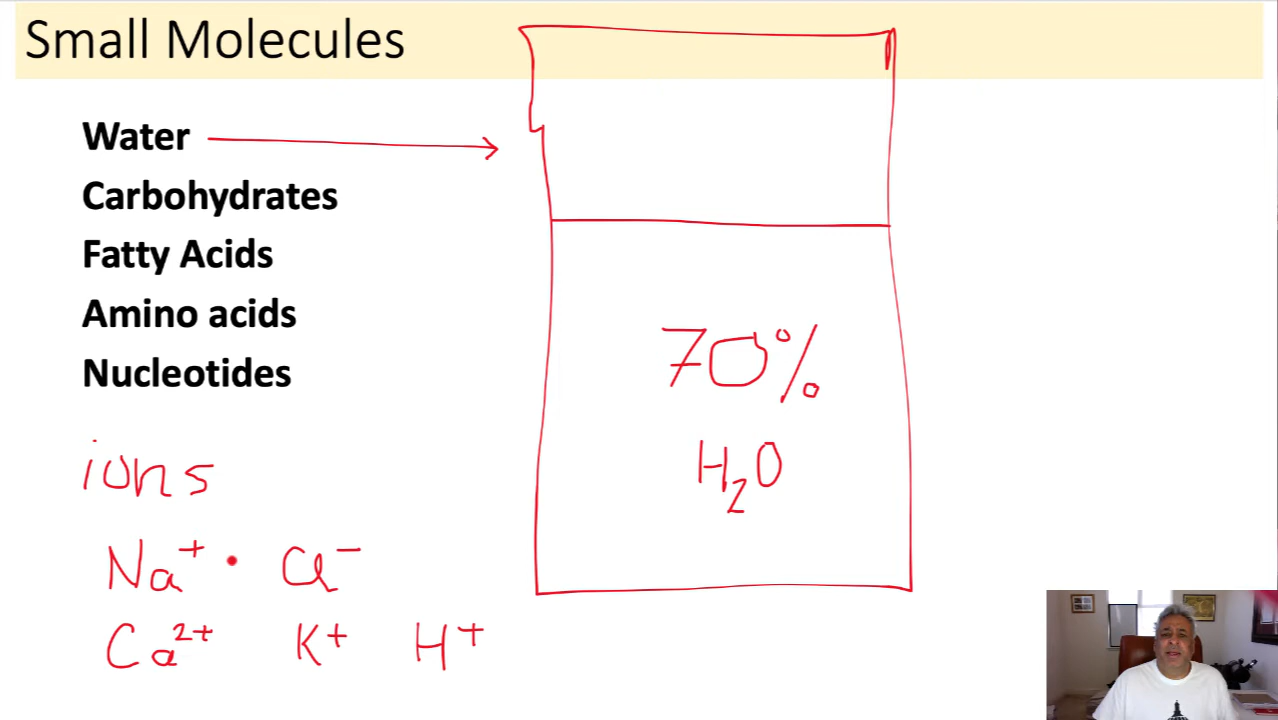 Small Molecules
Water
Carbohydrates
Fatty Acids
Amino acids
Nucleotides
ions
Na⁺ · Cl⁻
Ca²⁺ K⁺ H⁺
70%
H₂O